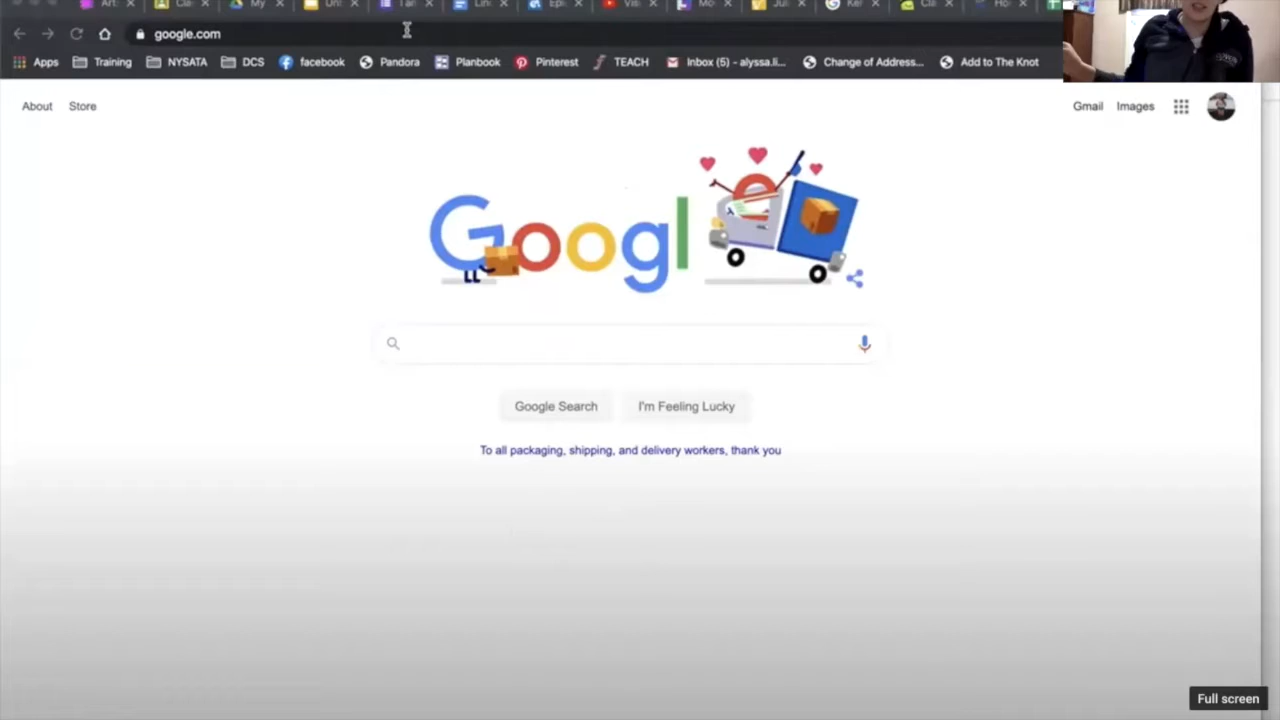 google.com
Apps Training NYSATA DCS facebook Pandora Planbook Pinterest TEACH Inbox (5) - alyssa.li... Change of Address... Add to The Knot
About Store Gmail Images
Googl
Google Search I'm Feeling Lucky
To all packaging, shipping, and delivery workers, thank you
Full screen